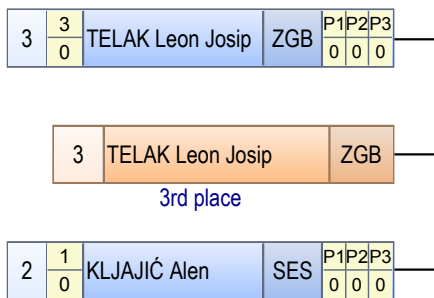 3 3 0 TELAK Leon Josip ZGB P1 P2 P3 0 0 0
3 TELAK Leon Josip ZGB
3rd place
2 1 0 KLJAJIĆ Alen SES P1 P2 P3 0 0 0